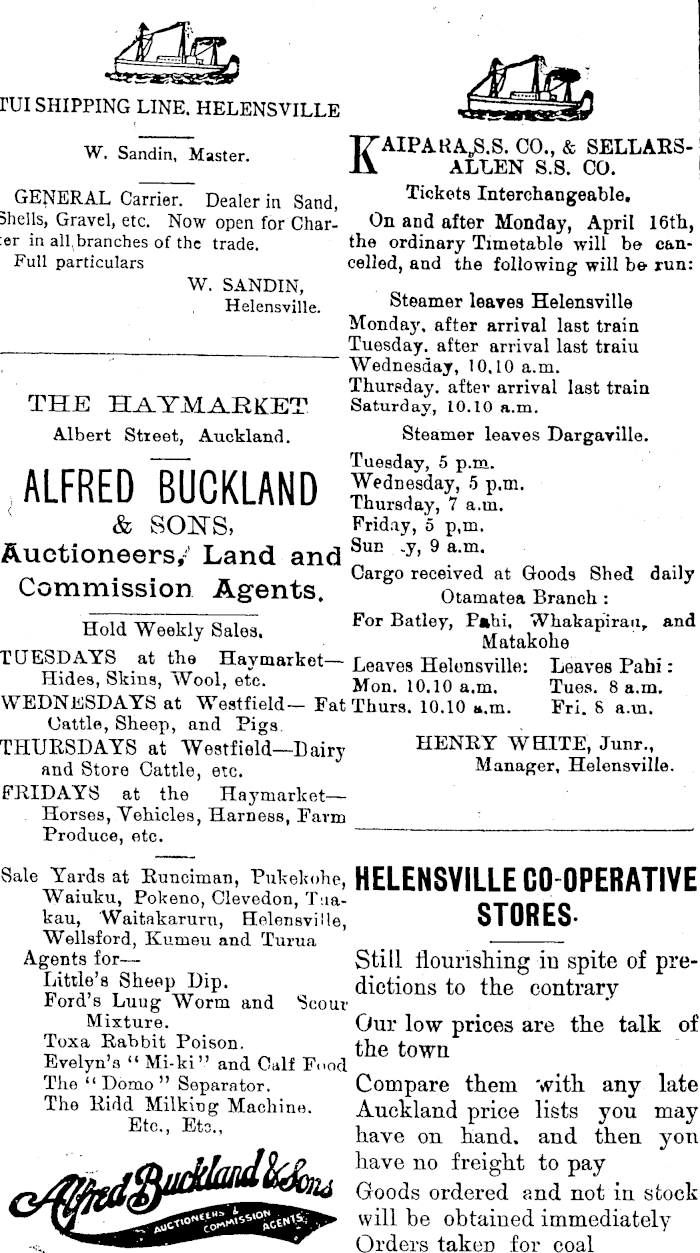 TUI SHIPPING LINE, HELENSVILLE
W. Sandin, Master.
GENERAL Carrier. Dealer in Sand,
Shells, Gravel, etc. Now open for Char-
ter in all branches of the trade.
Full particulars
W. SANDIN,
Helensville.
THE HAYMARKET
Albert Street, Auckland.
ALFRED BUCKLAND
& SONS,
Auctioneers, Land and
Commission Agents.
Hold Weekly Sales.
TUESDAYS at the Haymarket—
Hides, Skins, Wool, etc.
WEDNESDAYS at Westfield— Fat
Cattle, Sheep, and Pigs
THURSDAYS at Westfield—Dairy
and Store Cattle, etc.
FRIDAYS at the Haymarket—
Horses, Vehicles, Harness, Farm
Produce, etc.
Sale Yards at Runciman, Pukekohe,
Waiuku, Pokeno, Clevedon, Tua-
kau, Waitakaruru, Helensville,
Wellsford, Kumeu and Turua
Agents for—
Little's Sheep Dip.
Ford's Luug Worm and Scour
Mixture.
Toxa Rabbit Poison.
Evelyn's "Mi-ki" and Calf Food
The "Domo" Separator.
The Ridd Milking Machine.
Etc., Etc.,
Alfred Buckland & Sons
AUCTIONEERS & COMMISSION AGENTS
KAIPARA S.S. CO., & SELLARS-
ALLEN S.S. CO.
Tickets Interchangeable.
On and after Monday, April 16th,
the ordinary Timetable will be can-
celled, and the following will be run:
Steamer leaves Helensville
Monday, after arrival last train
Tuesday, after arrival last traiu
Wednesday, 10.10 a.m.
Thursday, after arrival last train
Saturday, 10.10 a.m.
Steamer leaves Dargaville.
Tuesday, 5 p.m.
Wednesday, 5 p.m.
Thursday, 7 a.m.
Friday, 5 p,m.
Sun y, 9 a.m.
Cargo received at Goods Shed daily
Otamatea Branch :
For Batley, Pahi, Whakapirau, and
Matakohe
Leaves Helensville: Leaves Pahi :
Mon. 10.10 a.m. Tues. 8 a.m.
Thurs. 10.10 a.m. Fri. 8 a.m.
HENRY WHITE, Junr.,
Manager, Helensville.
HELENSVILLE CO-OPERATIVE
STORES.
Still flourishing in spite of pre-
dictions to the contrary
Our low prices are the talk of
the town
Compare them with any late
Auckland price lists you may
have on hand, and then you
have no freight to pay
Goods ordered and not in stock
will be obtained immediately
Orders taken for coal